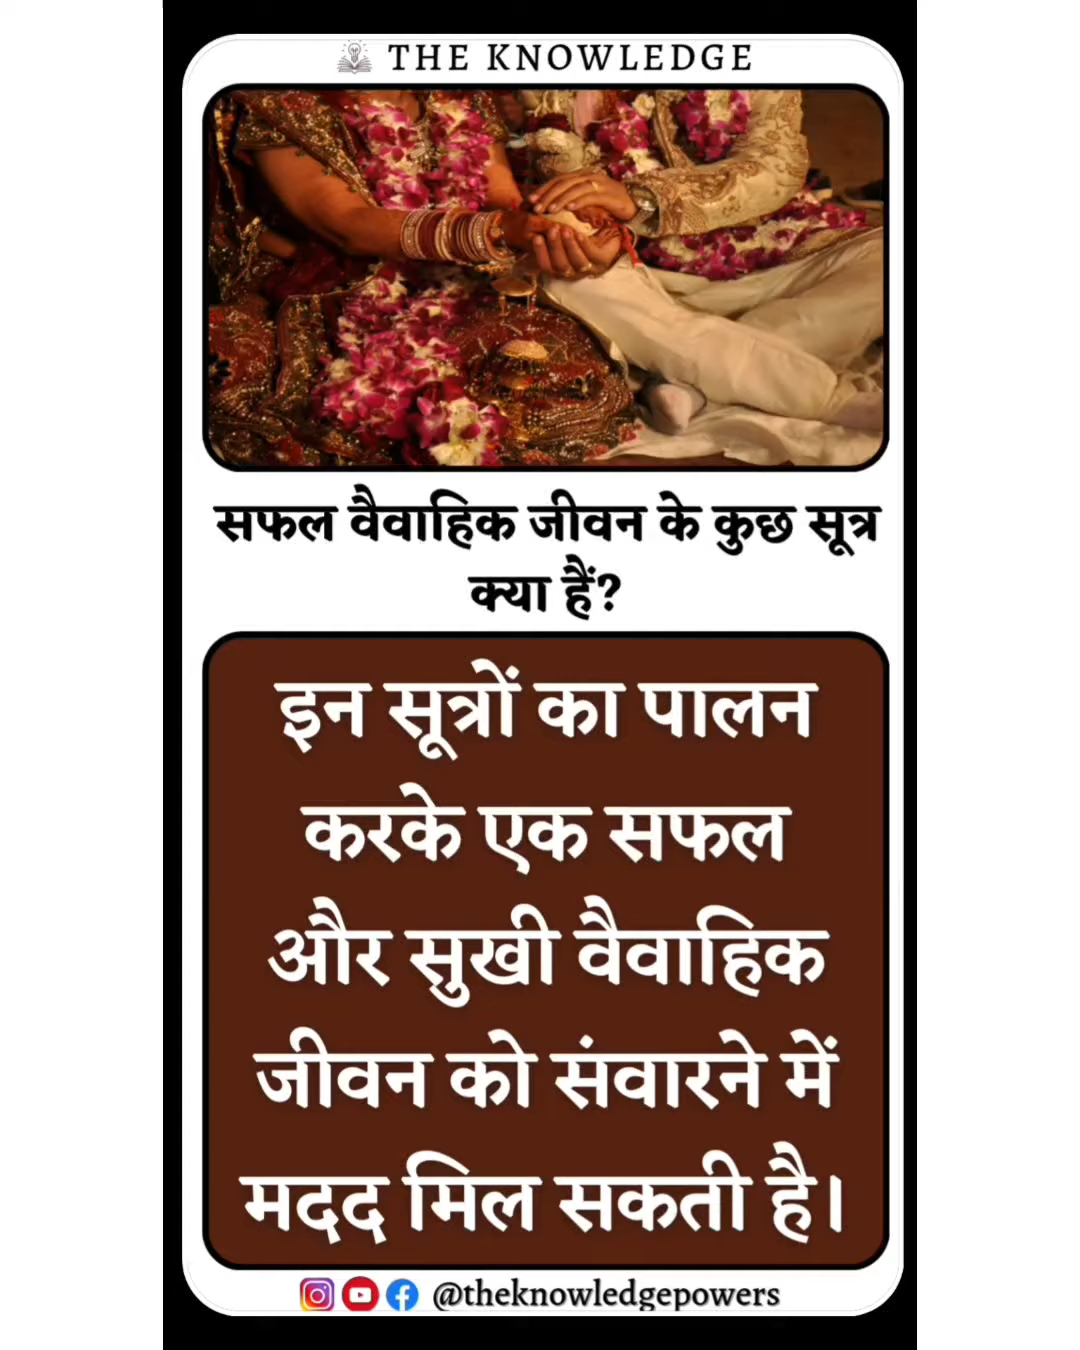 THE KNOWLEDGE
सफल वैवाहिक जीवन के कुछ सूत्र
क्या हैं?
इन सूत्रों का पालन
करके एक सफल
और सुखी वैवाहिक
जीवन को संवारने में
मदद मिल सकती है।
@theknowledgepowers